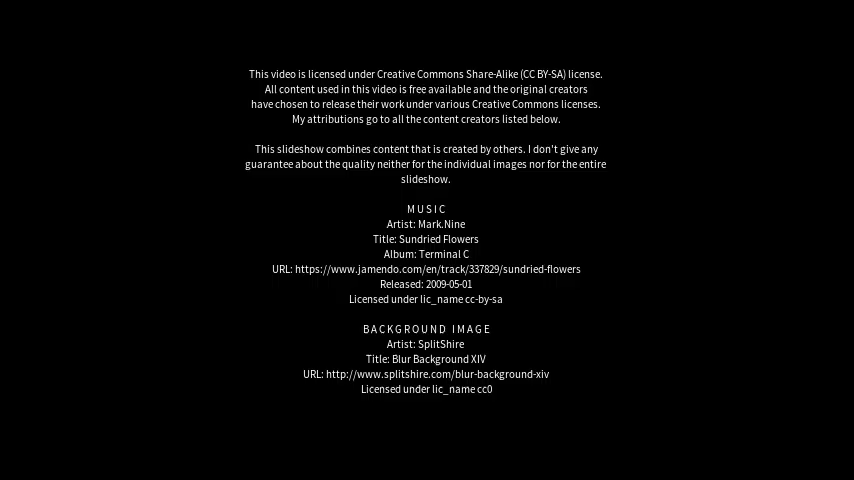 This video is licensed under Creative Commons Share-Alike (CC BY-SA) license.
All content used in this video is free available and the original creators
have chosen to release their work under various Creative Commons licenses.
My attributions go to all the content creators listed below.
This slideshow combines content that is created by others. I don't give any
guarantee about the quality neither for the individual images nor for the entire
slideshow.
MUSIC
Artist: Mark.Nine
Title: Sundried Flowers
Album: Terminal C
URL: https://www.jamendo.com/en/track/337829/sundried-flowers
Released: 2009-05-01
Licensed under lic_name cc-by-sa
BACKGROUND IMAGE
Artist: SplitShire
Title: Blur Background XIV
URL: http://www.splitshire.com/blur-background-xiv
Licensed under lic_name cc0